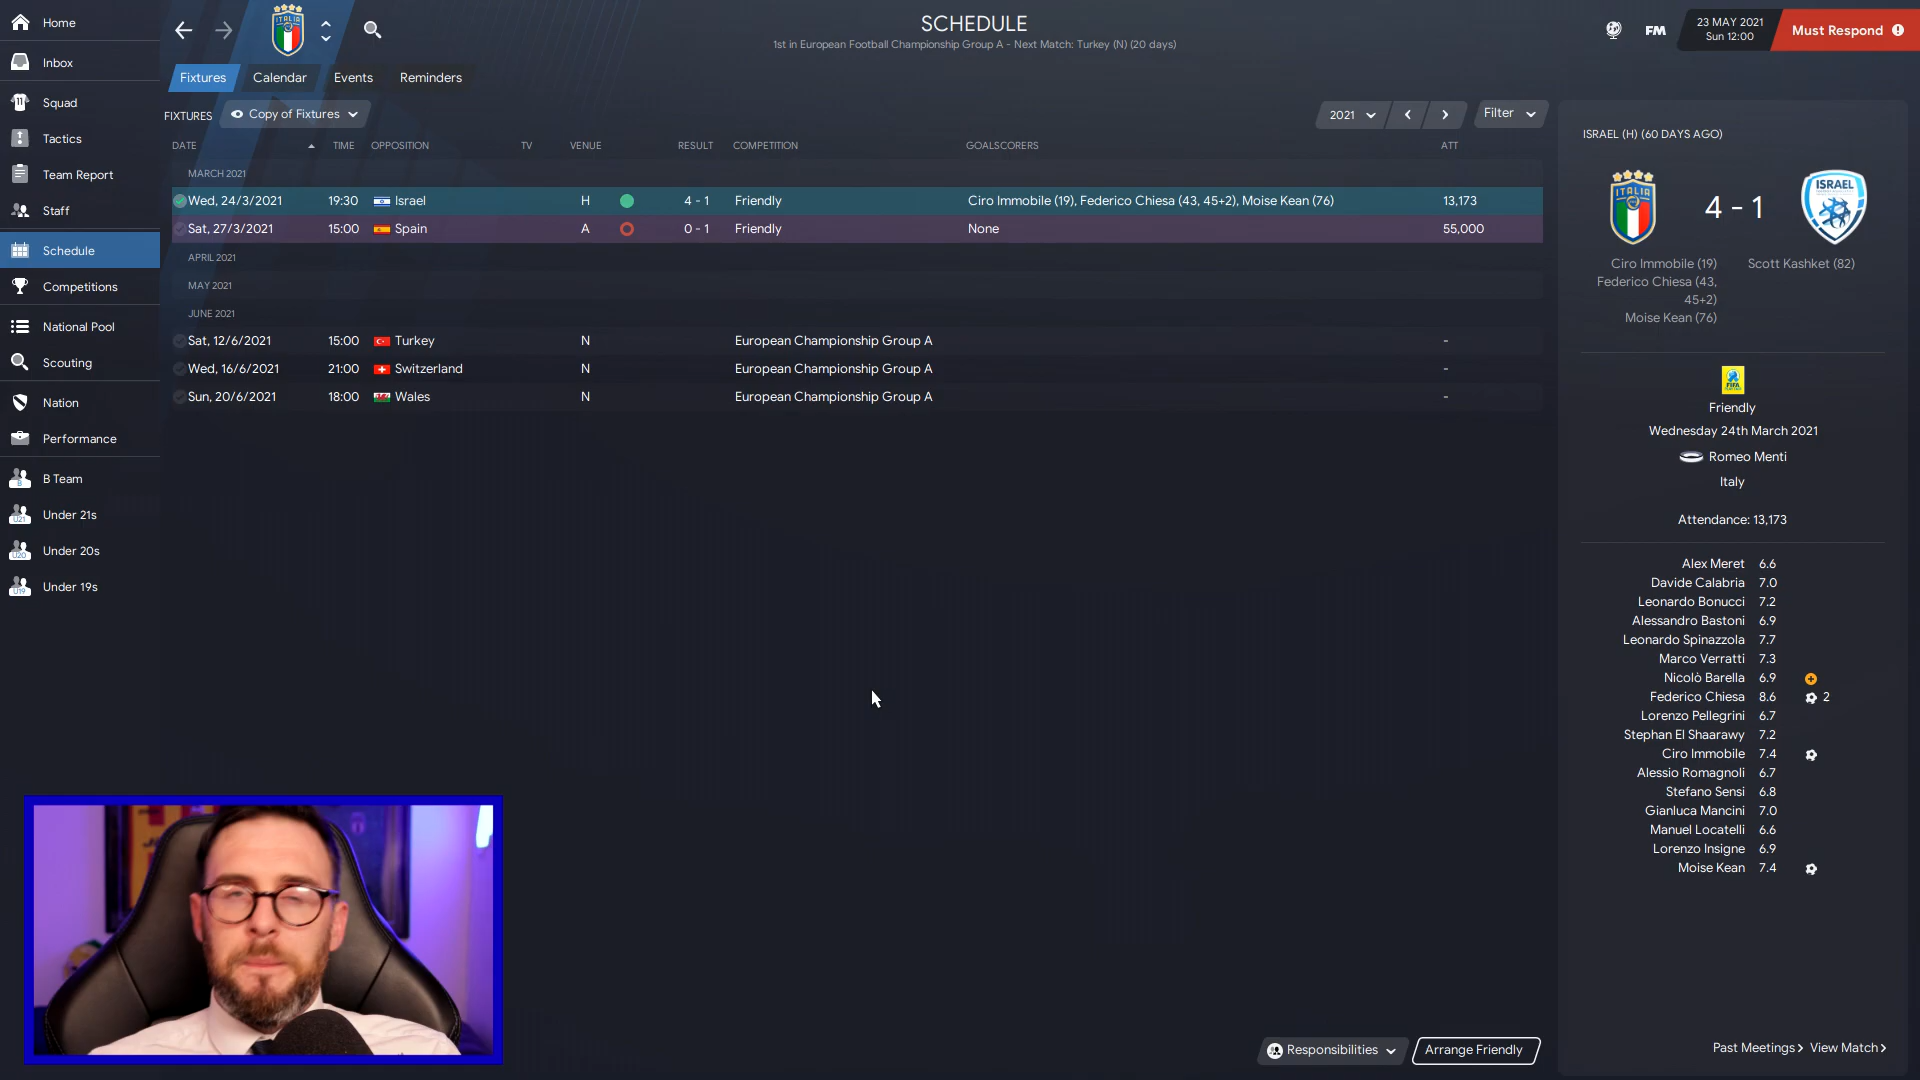 Home
Inbox
Squad
Tactics
Team Report
Staff
Schedule
Competitions
National Pool
Scouting
Nation
Performance
B Team
Under 21s
Under 20s
Under 19s
ITALIA
SCHEDULE
1st in European Football Championship Group A - Next Match: Turkey (N) (20 days)
FM
23 MAY 2021
Sun 12:00
Must Respond
Fixtures Calendar Events Reminders
FIXTURES Copy of Fixtures 2021 Filter
DATE TIME OPPOSITION TV VENUE RESULT COMPETITION GOALSCORERS ATT
MARCH 2021
Wed, 24/3/2021 19:30 Israel H 4 - 1 Friendly Ciro Immobile (19), Federico Chiesa (43, 45+2), Moise Kean (76) 13,173
Sat, 27/3/2021 15:00 Spain A 0 - 1 Friendly None 55,000
APRIL 2021
MAY 2021
JUNE 2021
Sat, 12/6/2021 15:00 Turkey N European Championship Group A -
Wed, 16/6/2021 21:00 Switzerland N European Championship Group A -
Sun, 20/6/2021 18:00 Wales N European Championship Group A -
Responsibilities Arrange Friendly
ISRAEL (H) (60 DAYS AGO)
ITALIA 4 - 1 ISRAEL
Ciro Immobile (19) Scott Kashket (82)
Federico Chiesa (43,
45+2)
Moise Kean (76)
FIFA
Friendly
Wednesday 24th March 2021
Romeo Menti
Italy
Attendance: 13,173
Alex Meret 6.6
Davide Calabria 7.0
Leonardo Bonucci 7.2
Alessandro Bastoni 6.9
Leonardo Spinazzola 7.7
Marco Verratti 7.3
Nicolò Barella 6.9
Federico Chiesa 8.6 2
Lorenzo Pellegrini 6.7
Stephan El Shaarawy 7.2
Ciro Immobile 7.4
Alessio Romagnoli 6.7
Stefano Sensi 6.8
Gianluca Mancini 7.0
Manuel Locatelli 6.6
Lorenzo Insigne 6.9
Moise Kean 7.4
Past Meetings> View Match>